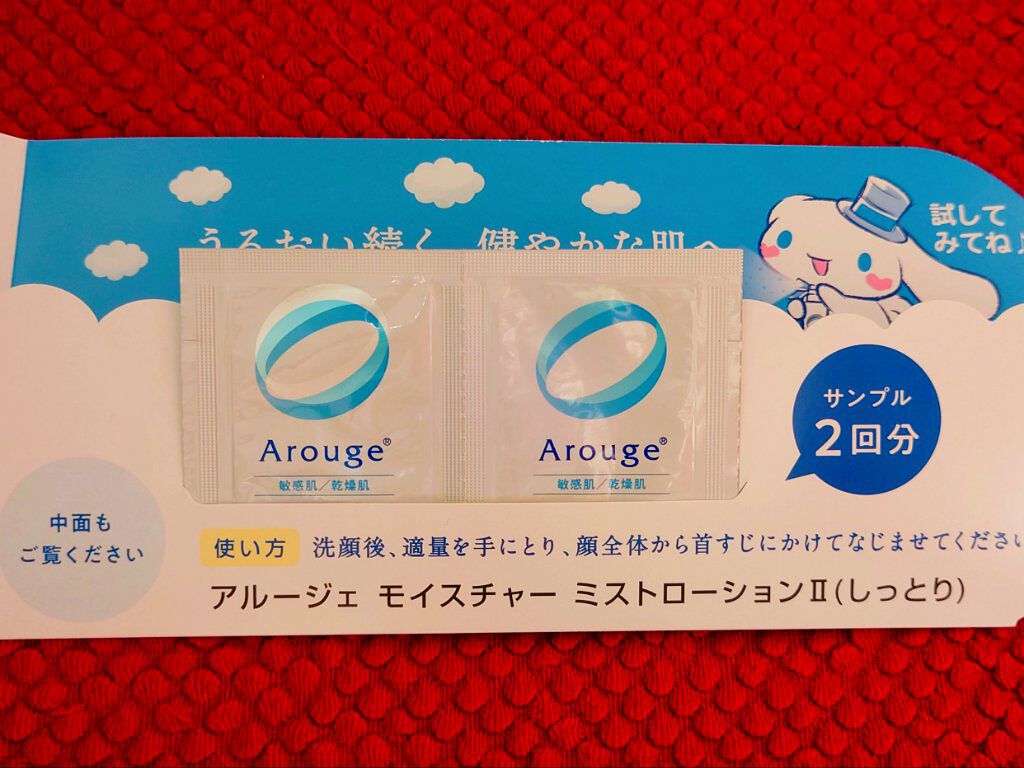 うるおい続く 健やかな肌へ
試して
みてね♪
Arouge®
敏感肌/乾燥肌
Arouge®
敏感肌/乾燥肌
サンプル
2回分
中面も
ご覧ください
使い方 洗顔後、適量を手にとり、顔全体から首すじにかけてなじませてください
アルージェ モイスチャー ミストローションⅡ(しっとり)